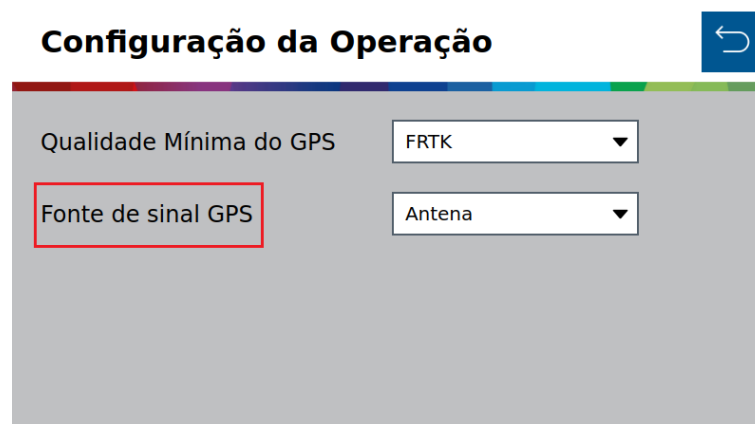 Configuração da Operação
Qualidade Mínima do GPS FRTK
Fonte de sinal GPS Antena